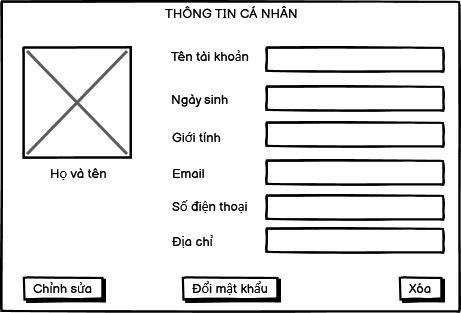 THÔNG TIN CÁ NHÂN
Tên tài khoản
Ngày sinh
Giới tính
Họ và tên
Email
Số điện thoại
Địa chỉ
Chỉnh sửa
Đổi mật khẩu
Xóa